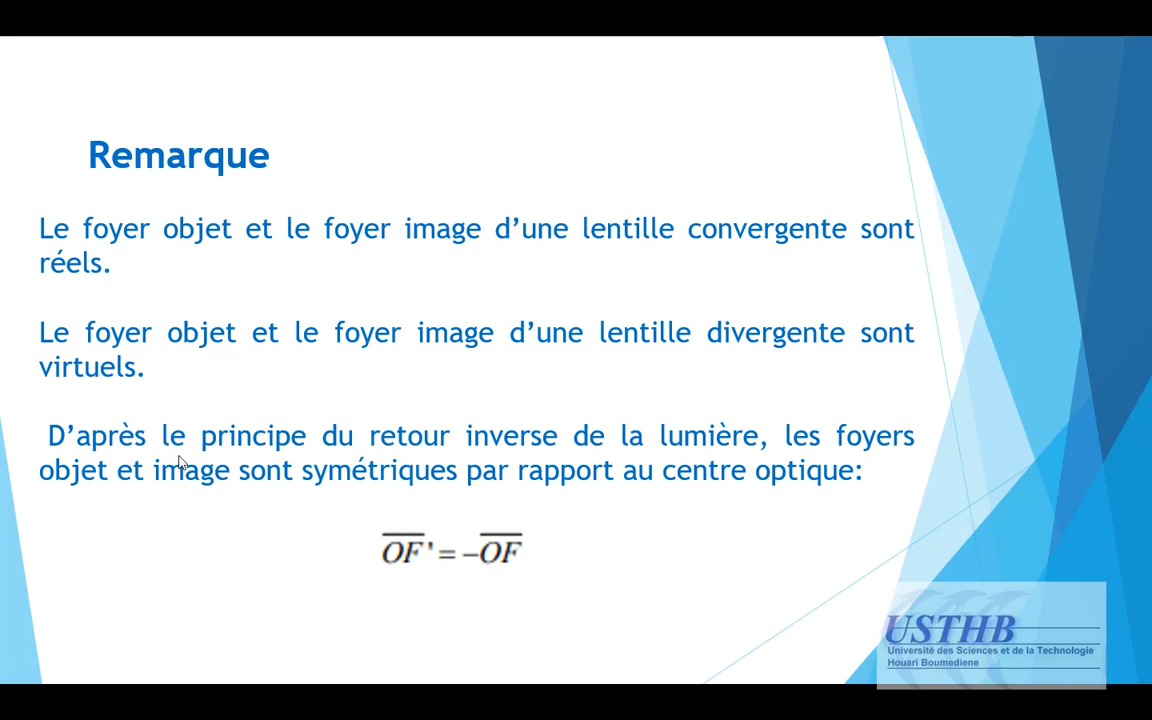 Remarque
Le foyer objet et le foyer image d’une lentille convergente sont
réels.
Le foyer objet et le foyer image d’une lentille divergente sont
virtuels.
D’après le principe du retour inverse de la lumière, les foyers
objet et image sont symétriques par rapport au centre optique:
O̅F̅' = −O̅F̅
USTHB
Université des Sciences et de la Technologie
Houari Boumediene